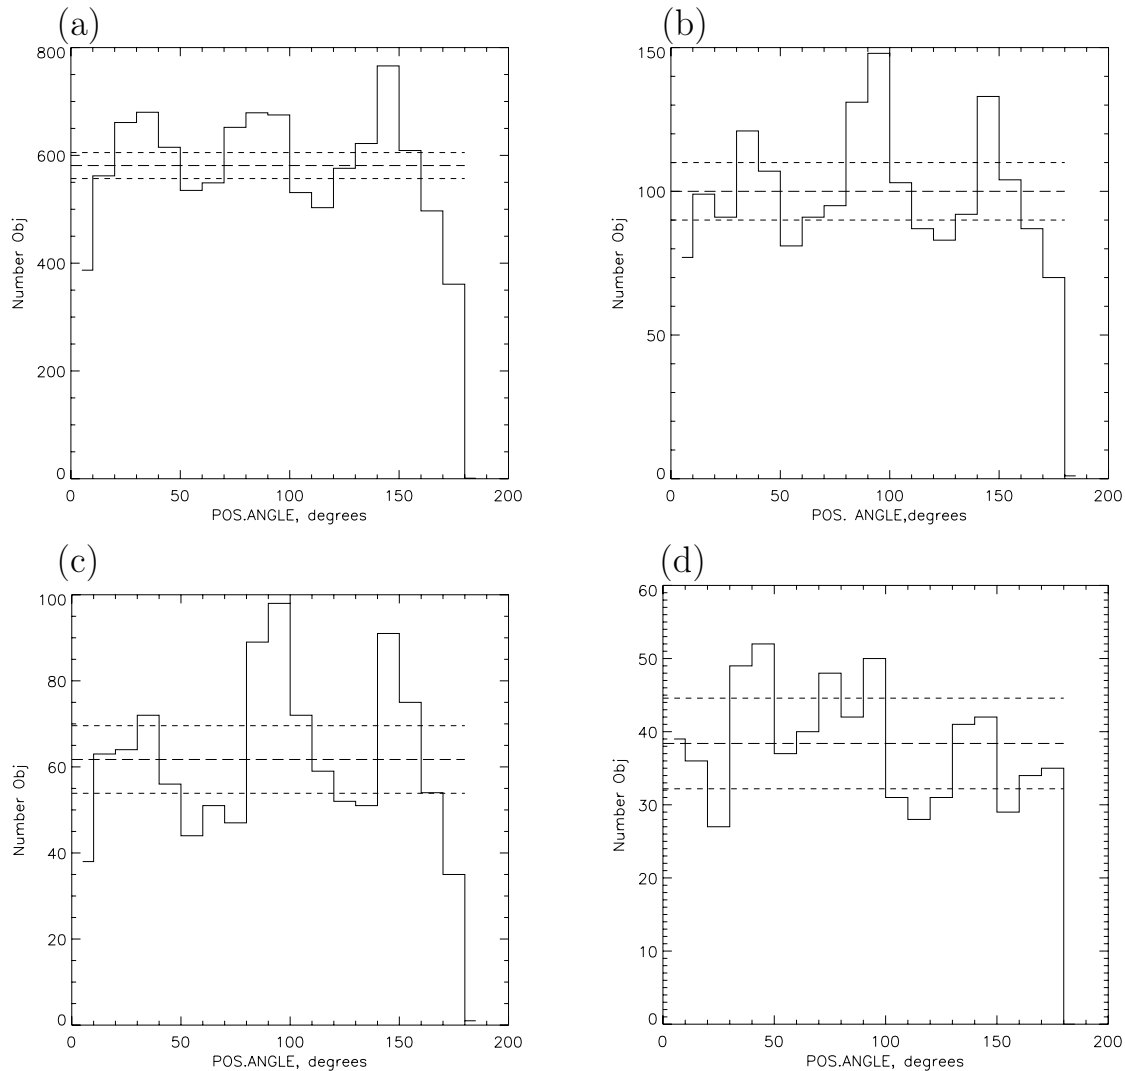 (a)
800
600
400
200
0
Number Obj
0 50 100 150 200
POS.ANGLE, degrees
(b)
150
100
50
0
Number Obj
0 50 100 150 200
POS. ANGLE,degrees
(c)
100
80
60
40
20
0
Number Obj
0 50 100 150 200
POS.ANGLE, degrees
(d)
60
50
40
30
20
10
0
Number Obj
0 50 100 150 200
POS.ANGLE, degrees